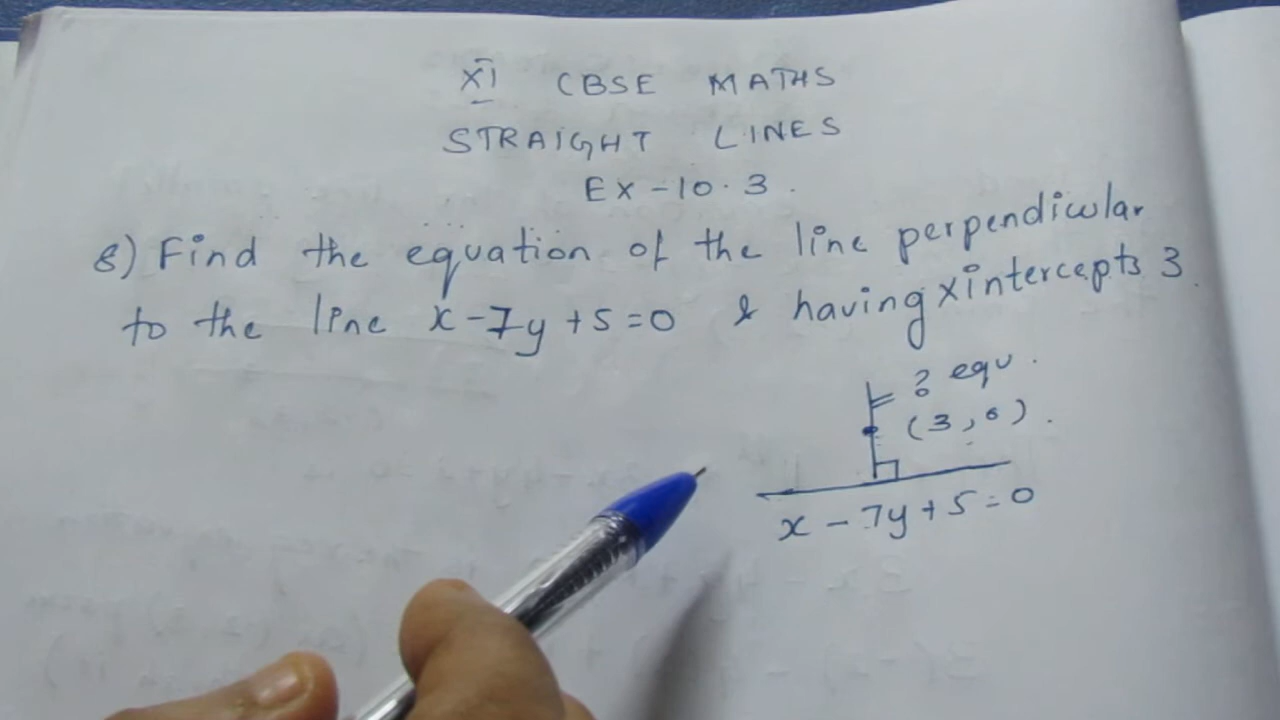 XI CBSE MATHS
STRAIGHT LINES
EX-10.3.
8) Find the equation of the line perpendicular
to the line x-7y+5=0 & having x intercepts 3.
? equ.
(3,0).
x-7y+5=0